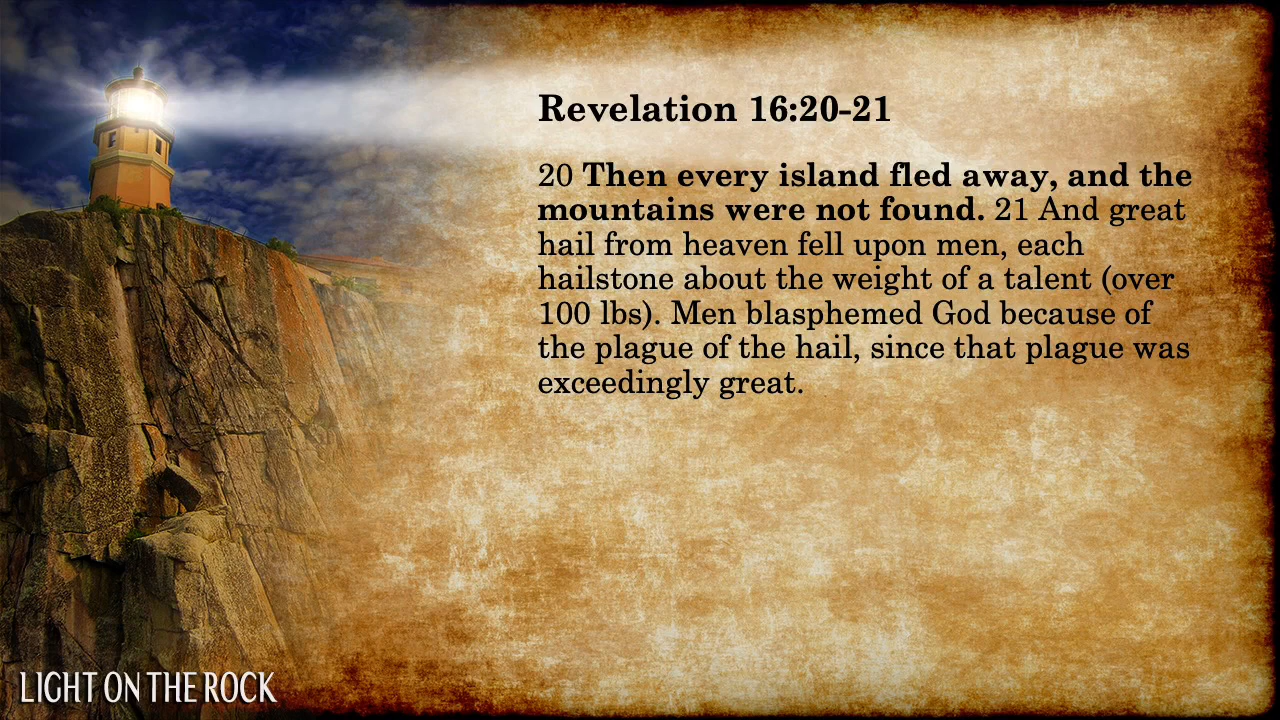 Revelation 16:20-21
20 Then every island fled away, and the
mountains were not found. 21 And great
hail from heaven fell upon men, each
hailstone about the weight of a talent (over
100 lbs). Men blasphemed God because of
the plague of the hail, since that plague was
exceedingly great.
LIGHT ON THE ROCK